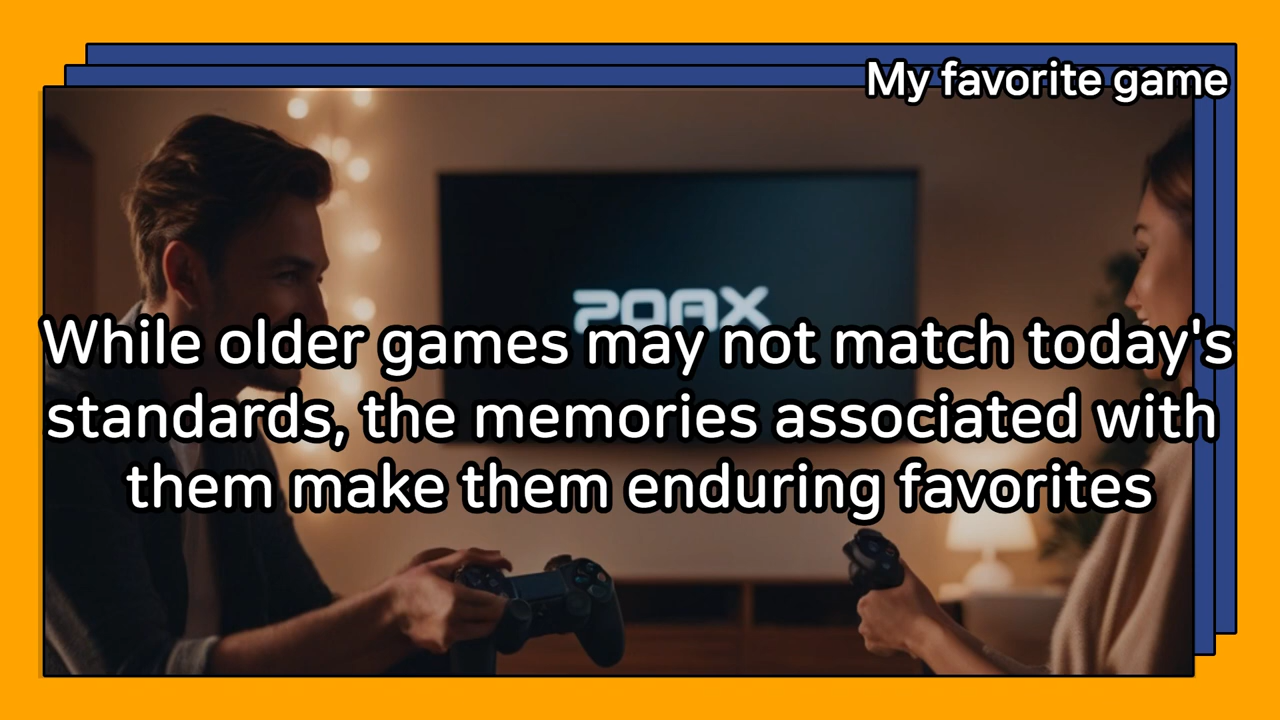 My favorite game
POAX
While older games may not match today's
standards, the memories associated with
them make them enduring favorites